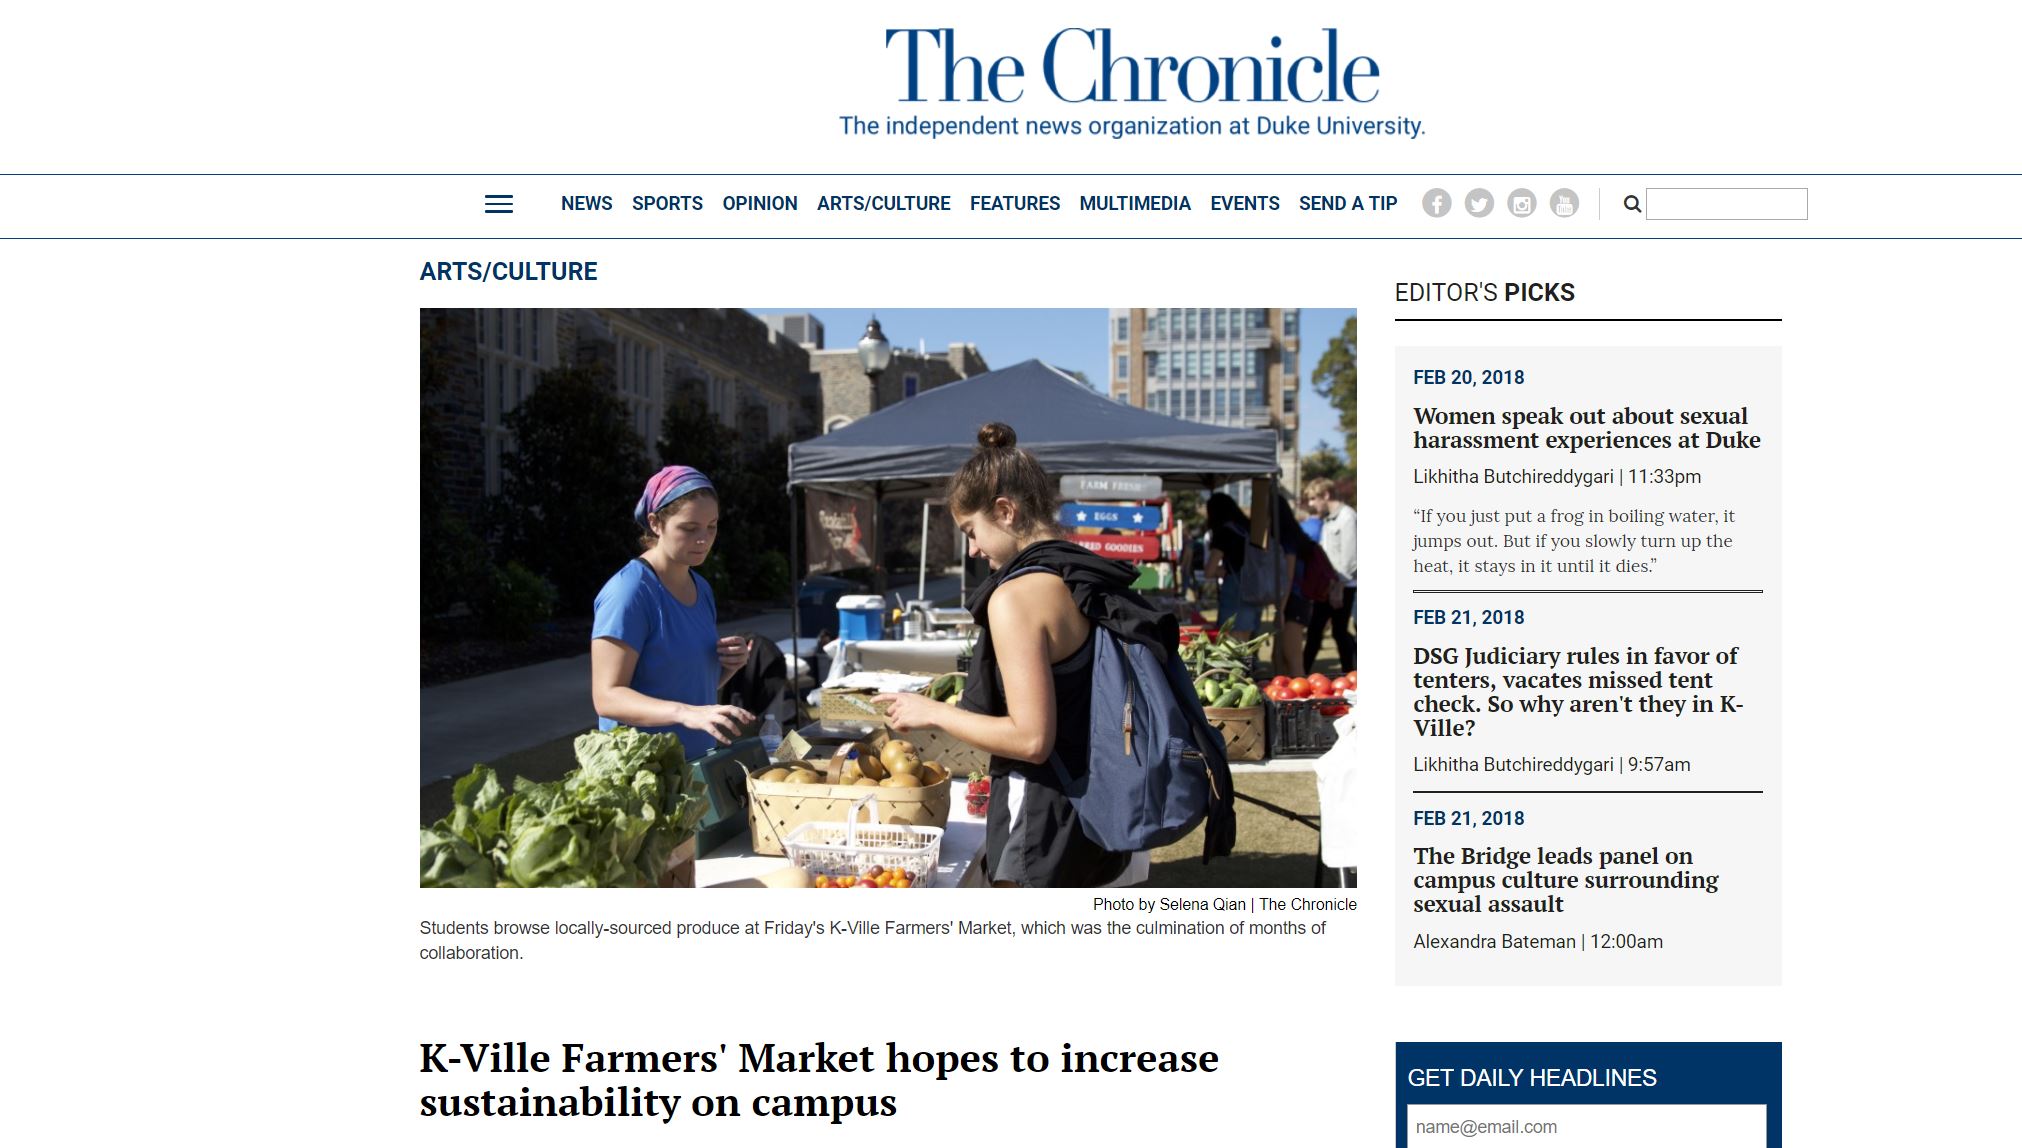 The Chronicle
The independent news organization at Duke University.
NEWS SPORTS OPINION ARTS/CULTURE FEATURES MULTIMEDIA EVENTS SEND A TIP
ARTS/CULTURE
FARM FRESH
EGGS
GOODIES
Photo by Selena Qian | The Chronicle
Students browse locally-sourced produce at Friday's K-Ville Farmers' Market, which was the culmination of months of
collaboration.
K-Ville Farmers' Market hopes to increase
sustainability on campus
EDITOR'S PICKS
FEB 20, 2018
Women speak out about sexual
harassment experiences at Duke
Likhitha Butchireddygari | 11:33pm
“If you just put a frog in boiling water, it
jumps out. But if you slowly turn up the
heat, it stays in it until it dies.”
FEB 21, 2018
DSG Judiciary rules in favor of
tenters, vacates missed tent
check. So why aren't they in K-
Ville?
Likhitha Butchireddygari | 9:57am
FEB 21, 2018
The Bridge leads panel on
campus culture surrounding
sexual assault
Alexandra Bateman | 12:00am
GET DAILY HEADLINES
name@email.com